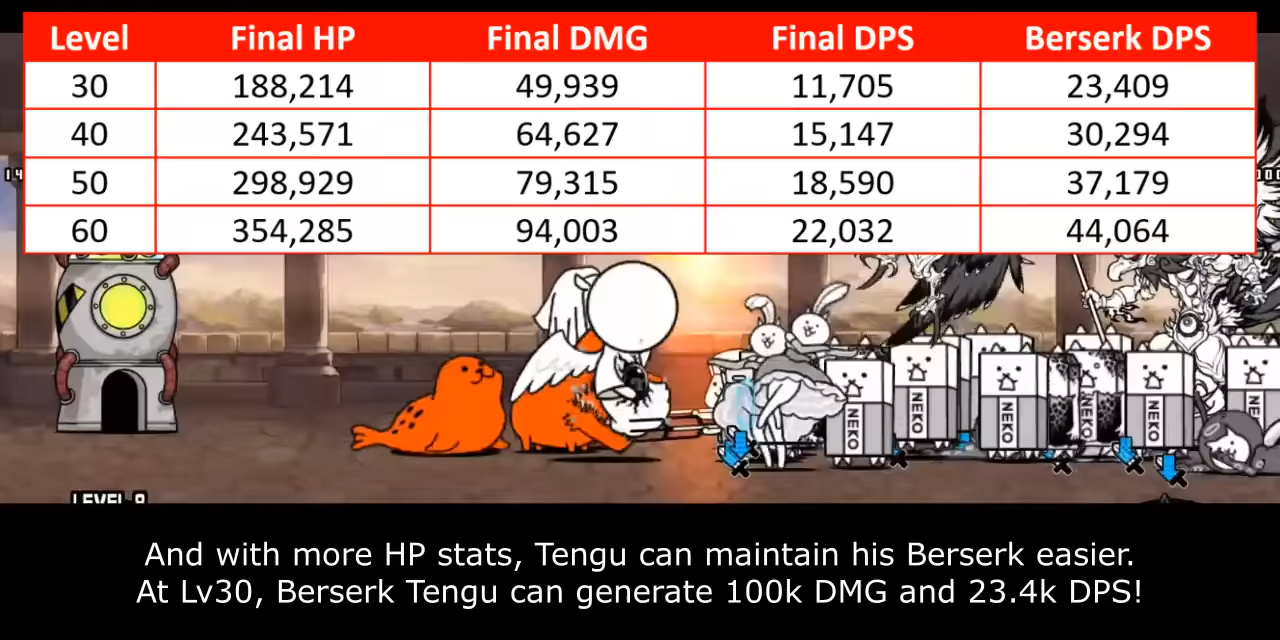 Level Final HP Final DMG Final DPS Berserk DPS
30 188,214 49,939 11,705 23,409
40 243,571 64,627 15,147 30,294
50 298,929 79,315 18,590 37,179
60 354,285 94,003 22,032 44,064
NEKO NEKO NEKO NEKO NEKO NEKO
And with more HP stats, Tengu can maintain his Berserk easier.
At Lv30, Berserk Tengu can generate 100k DMG and 23.4k DPS!